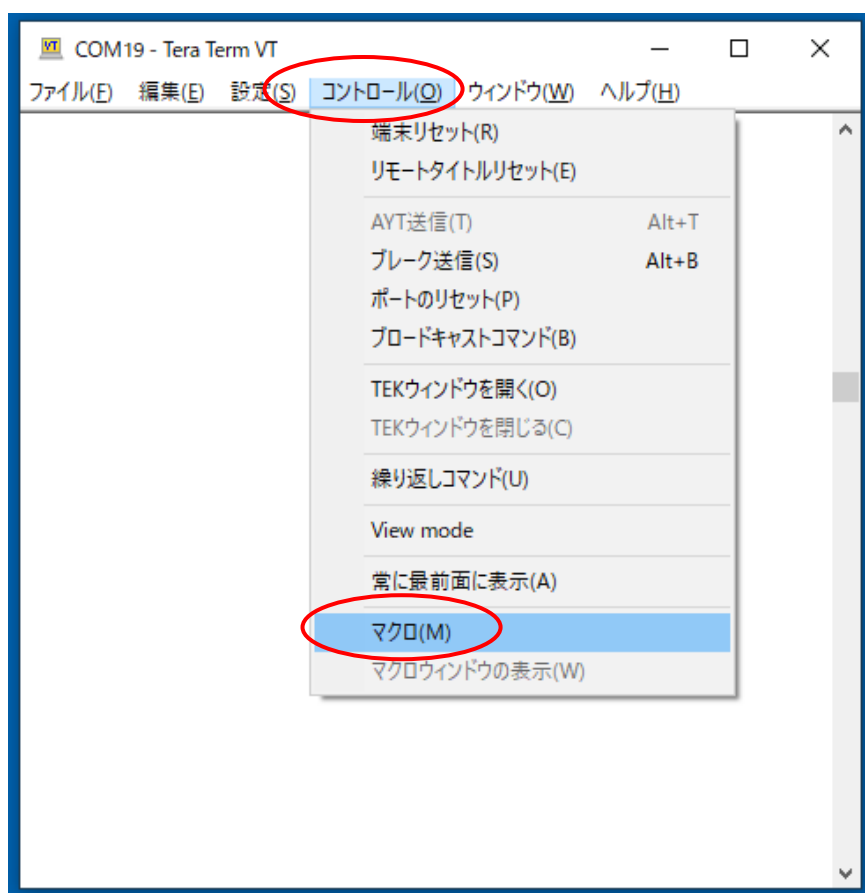 COM19 - Tera Term VT
ファイル(F) 編集(E) 設定(S) コントロール(O) ウィンドウ(W) ヘルプ(H)
端末リセット(R)
リモートタイトルリセット(E)
AYT送信(T) Alt+T
ブレーク送信(S) Alt+B
ポートのリセット(P)
ブロードキャストコマンド(B)
TEKウィンドウを開く(O)
TEKウィンドウを閉じる(C)
繰り返しコマンド(U)
View mode
常に最前面に表示(A)
マクロ(M)
マクロウィンドウの表示(W)